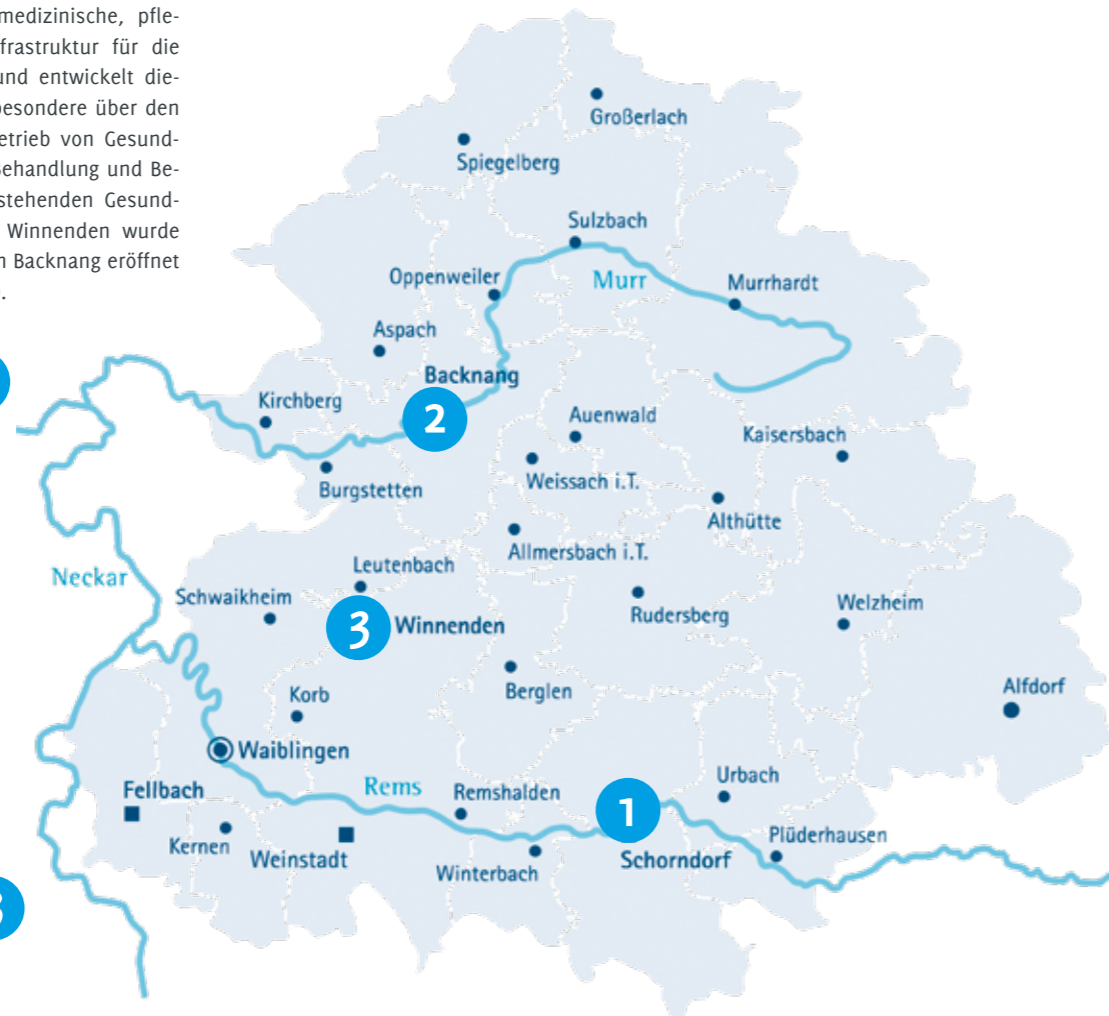 medizinische, pfle-
frastruktur für die
und entwickelt die-
besondere über den
etrieb von Gesund-
Behandlung und Be-
stehenden Gesund-
Winnenden wurde
n Backnang eröffnet
.
Großerlach
Spiegelberg
Sulzbach
Oppenweiler
Murr
Murrhardt
Aspach
Backnang
2
Kirchberg
Auenwald
Kaisersbach
Weissach i.T.
Burgstetten
Althütte
Allmersbach i.T.
Leutenbach
Neckar
Schwaikheim
Welzheim
Rudersberg
3
Winnenden
Berglen
Korb
Alfdorf
Waiblingen
Urbach
Rems
Remshalden
Fellbach
1
Plüderhausen
Kernen
Weinstadt
Schorndorf
Winterbach
3